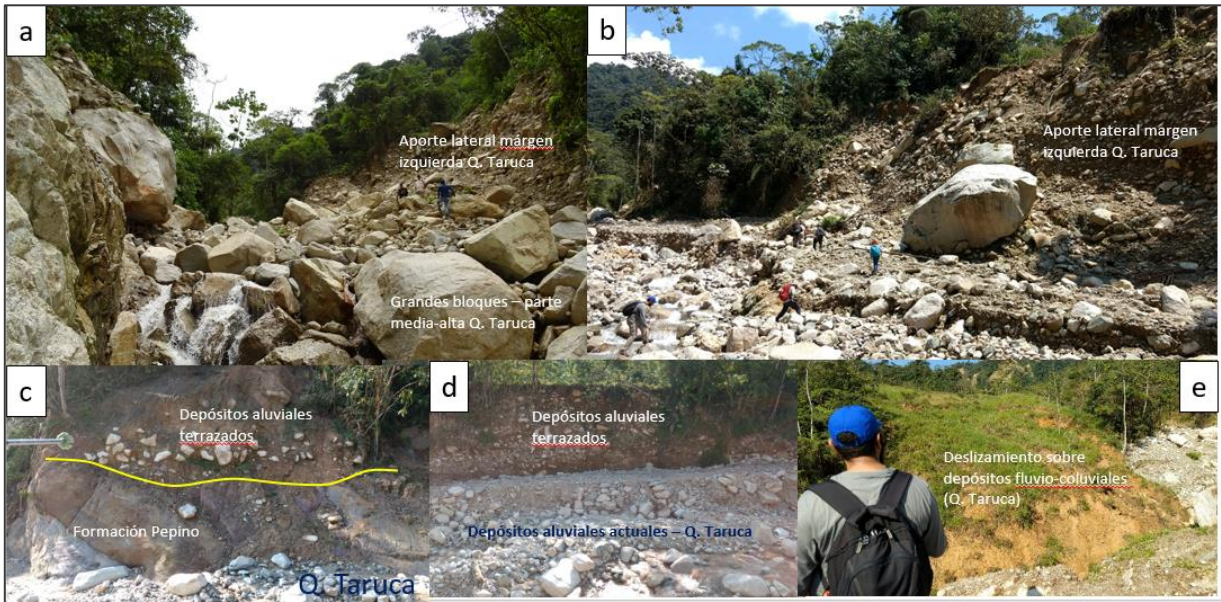 a
Aporte lateral márgen
izquierda Q. Taruca
Grandes bloques – parte
media-alta Q. Taruca
b
Aporte lateral márgen
izquierda Q. Taruca
c
Depósitos aluviales
terrazados
Formación Pepino
Q. Taruca
d
Depósitos aluviales
terrazados
Depósitos aluviales actuales – Q. Taruca
e
Deslizamiento sobre
depósitos fluvio-coluviales
(Q. Taruca)